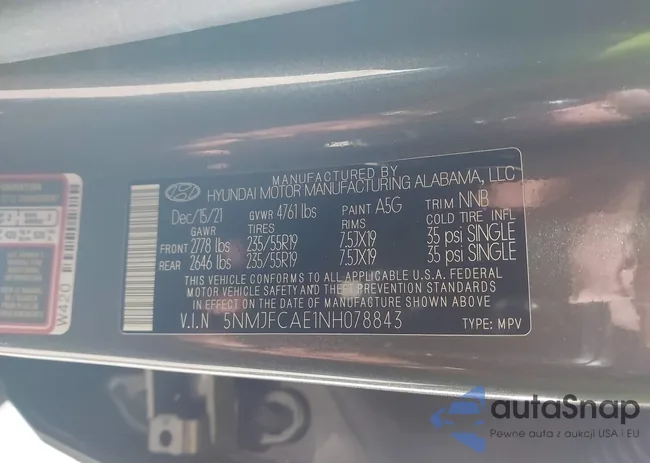 MANUFACTURED BY
HYUNDAI MOTOR MANUFACTURING ALABAMA, LLC
Dec/15/21 GVWR 4761 lbs PAINT A5G TRIM NNB
GAWR TIRES RIMS COLD TIRE INFL
FRONT 2778 lbs 235/55R19 7.5JX19 35 psi SINGLE
REAR 2646 lbs 235/55R19 7.5JX19 35 psi SINGLE
THIS VEHICLE CONFORMS TO ALL APPLICABLE U.S.A. FEDERAL
MOTOR VEHICLE SAFETY AND BUMPER STANDARDS
IN EFFECT ON THE DATE OF MANUFACTURE SHOWN ABOVE
V.I.N 5NMJFCAE1NH078843 TYPE: MPV
W420
autaSnap
Pewne auta z aukcji USA i EU